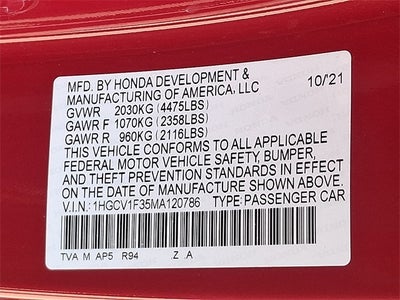 MFD. BY HONDA DEVELOPMENT &
MANUFACTURING OF AMERICA, LLC 10/21
GVWR 2030KG (4475LBS)
GAWR F 1070KG (2358LBS)
GAWR R 960KG (2116LBS)
THIS VEHICLE CONFORMS TO ALL APPLICABLE
FEDERAL MOTOR VEHICLE SAFETY, BUMPER,
AND THEFT PREVENTION STANDARDS IN EFFECT
ON THE DATE OF MANUFACTURE SHOWN ABOVE.
V.I.N.: 1HGCV1F35MA120786 TYPE: PASSENGER CAR
TVA M AP5 R94 .Z .A